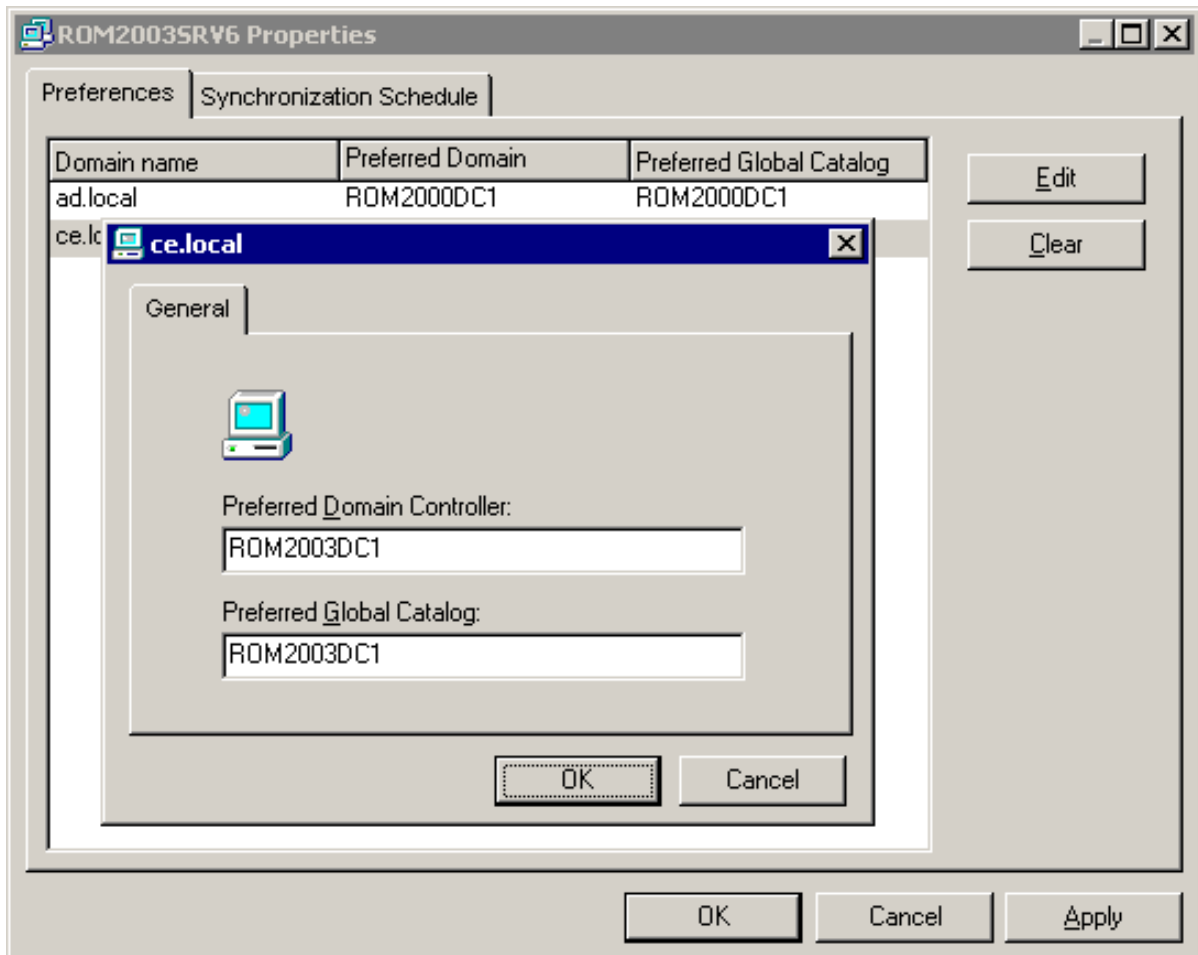 ROM2003SRV6 Properties
Preferences Synchronization Schedule
Domain name Preferred Domain Preferred Global Catalog
ad.local ROM2000DC1 ROM2000DC1
Edit
Clear
ce.local
General
Preferred Domain Controller:
ROM2003DC1
Preferred Global Catalog:
ROM2003DC1
OK Cancel
OK Cancel Apply